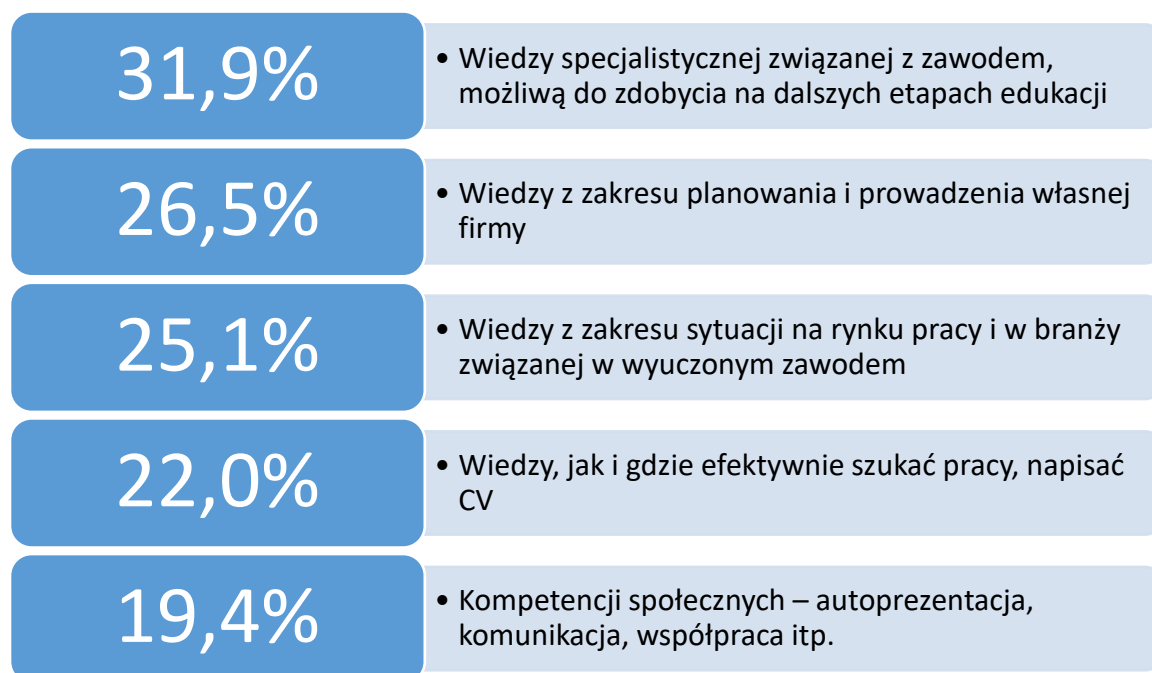 31,9%
• Wiedzy specjalistycznej związanej z zawodem,
możliwą do zdobycia na dalszych etapach edukacji
26,5%
• Wiedzy z zakresu planowania i prowadzenia własnej
firmy
25,1%
• Wiedzy z zakresu sytuacji na rynku pracy i w branży
związanej w wyuczonym zawodem
22,0%
• Wiedzy, jak i gdzie efektywnie szukać pracy, napisać
CV
19,4%
• Kompetencji społecznych – autoprezentacja,
komunikacja, współpraca itp.